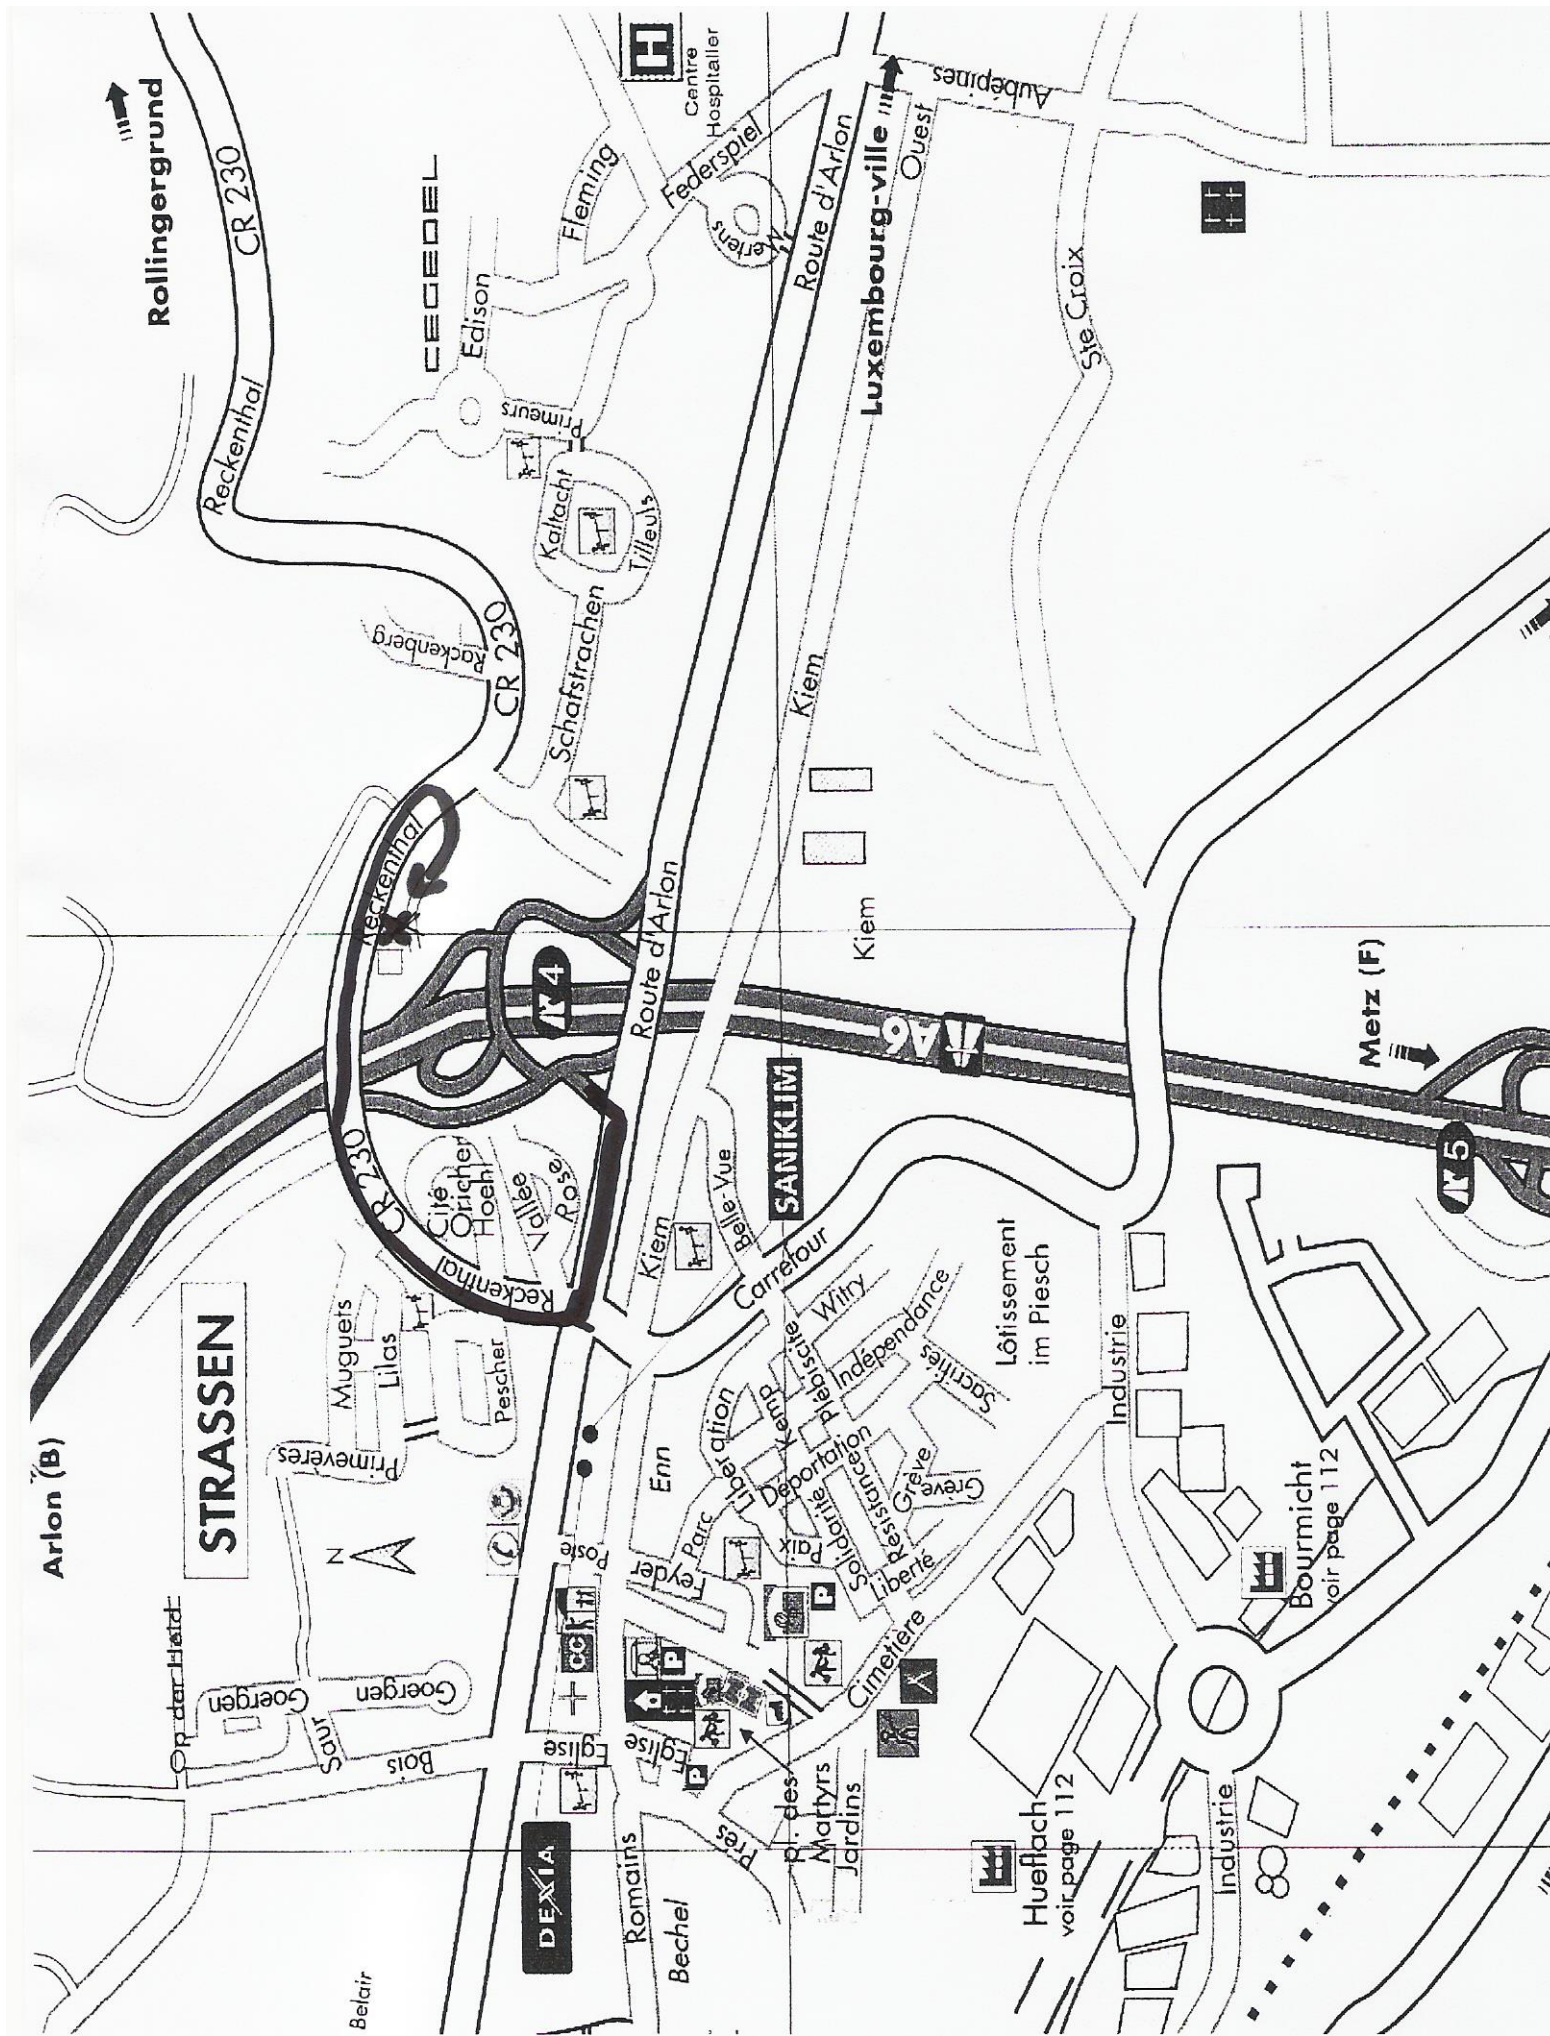 Arlon (B)
STRASSEN
Rollingergrund
CR 230
Reckenthal
CEGEDEL
Edison
Fleming
Federspiel
Centre
Hospitalier
H
Mertens
Primeurs
Kaltacht
Tilleuls
Schafstrachen
Rackenberg
CR 230
Reckenthal
CR 230
Reckenthal
Route d'Arlon
Luxembourg-ville
Ouest
Aubépines
Ste Croix
Kiem
Route d'Arlon
Kiem
4
A6
Metz (F)
5
SANIKLIM
Belle-Vue
Kiem
Carrefour
Cité
Oricher
Hoehl
Vallée
Rose
Muguets
Lilas
Pescher
Primevères
N
Op der Hald
Goergen
Goergen
Saur
Bois
Belair
DEXIA
Romains
Bechel
Eglise
Eglise
Près
pl. des
Martyrs
Jardins
CC
P
P
P
Poste
Feyder
Enn
Parc
Libération
Kemp
Plébiscite
Witry
Indépendance
Sacrifiés
Déportation
Solidarité
Résistance
Grève
Grève
Paix
Liberté
Cimetière
Lôtissement
im Piesch
Industrie
Bourmicht
voir page 112
Hueflach
voir page 112
Industrie